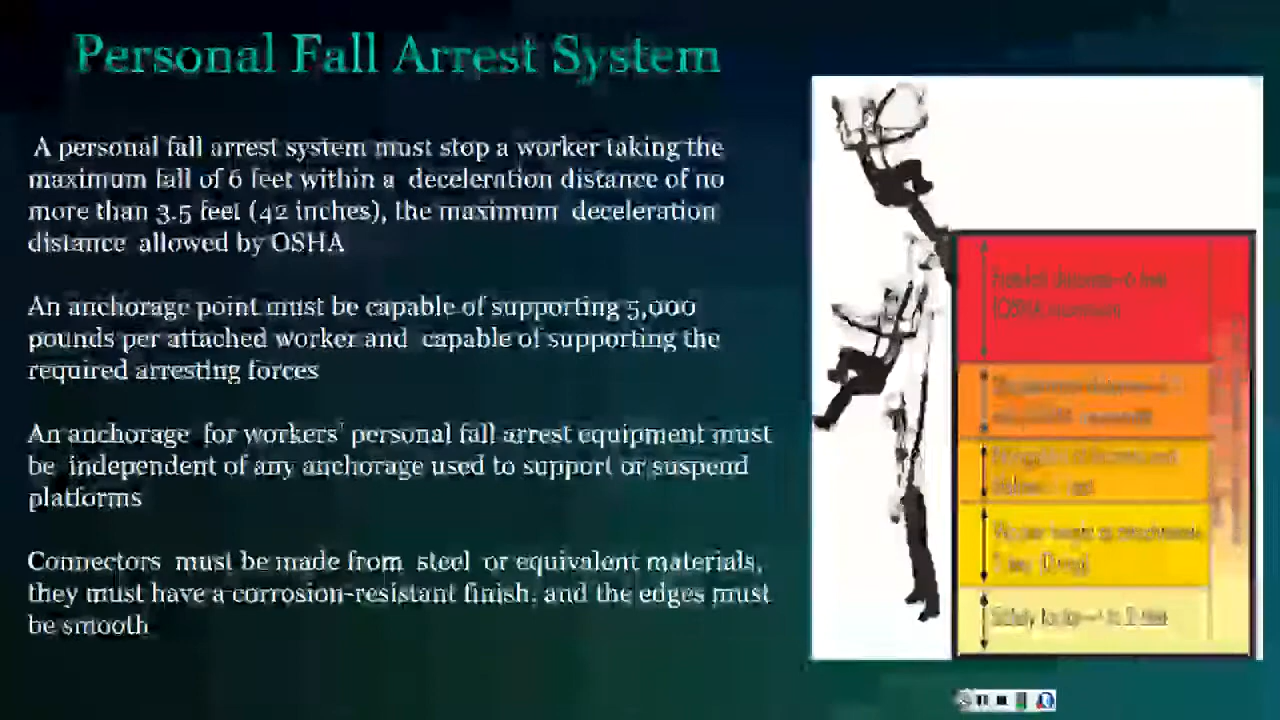 Personal Fall Arrest System
A personal fall arrest system must stop a worker taking the
maximum fall of 6 feet within a deceleration distance of no
more than 3.5 feet (42 inches), the maximum deceleration
distance allowed by OSHA
An anchorage point must be capable of supporting 5,000
pounds per attached worker and capable of supporting the
required arresting forces
An anchorage for workers' personal fall arrest equipment must
be independent of any anchorage used to support or suspend
platforms
Connectors must be made from steel or equivalent materials,
they must have a corrosion-resistant finish, and the edges must
be smooth
(OSHA